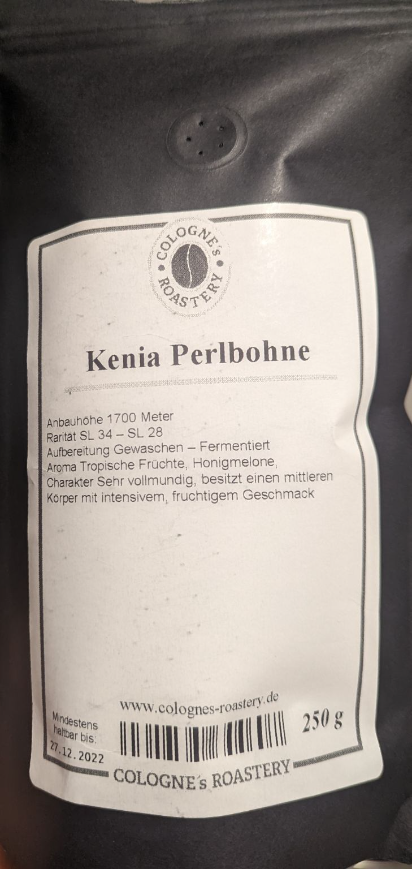 COLOGNE's
ROASTERY
Kenia Perlbohne
Anbauhöhe 1700 Meter
Rarität SL 34 – SL 28
Aufbereitung Gewaschen – Fermentiert
Aroma Tropische Früchte, Honigmelone,
Charakter Sehr vollmundig, besitzt einen mittleren
Körper mit intensivem, fruchtigem Geschmack
www.colognes-roastery.de
Mindestens
haltbar bis:
27.12.2022
250 g
COLOGNE's ROASTERY